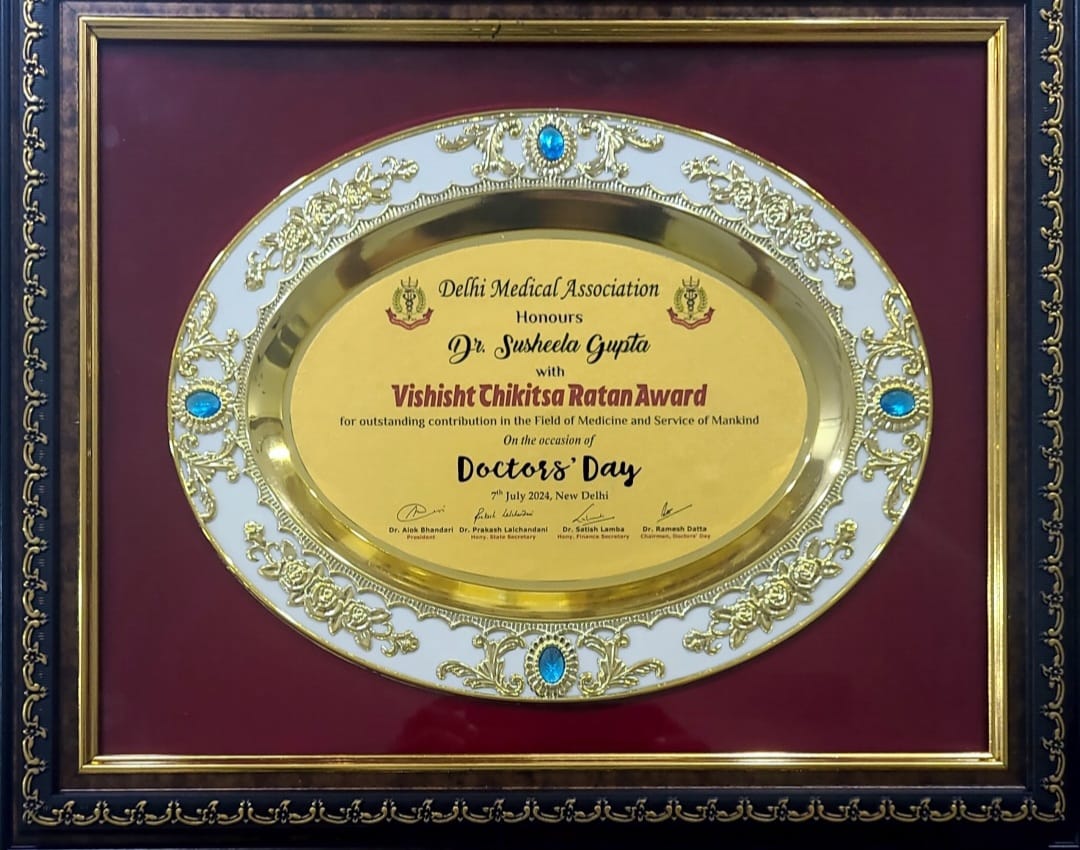 Delhi Medical Association
Honours
Dr. Susheela Gupta
with
Vishisht Chikitsa Ratan Award
for outstanding contribution in the Field of Medicine and Service of Mankind
On the occasion of
Doctors' Day
7th July 2024, New Delhi
Dr. Alok Bhandari Dr. Prakash Lalchandani Dr. Satish Lamba Dr. Ramesh Datta
President Hony. State Secretary Hony. Finance Secretary Chairman, Doctors' Day